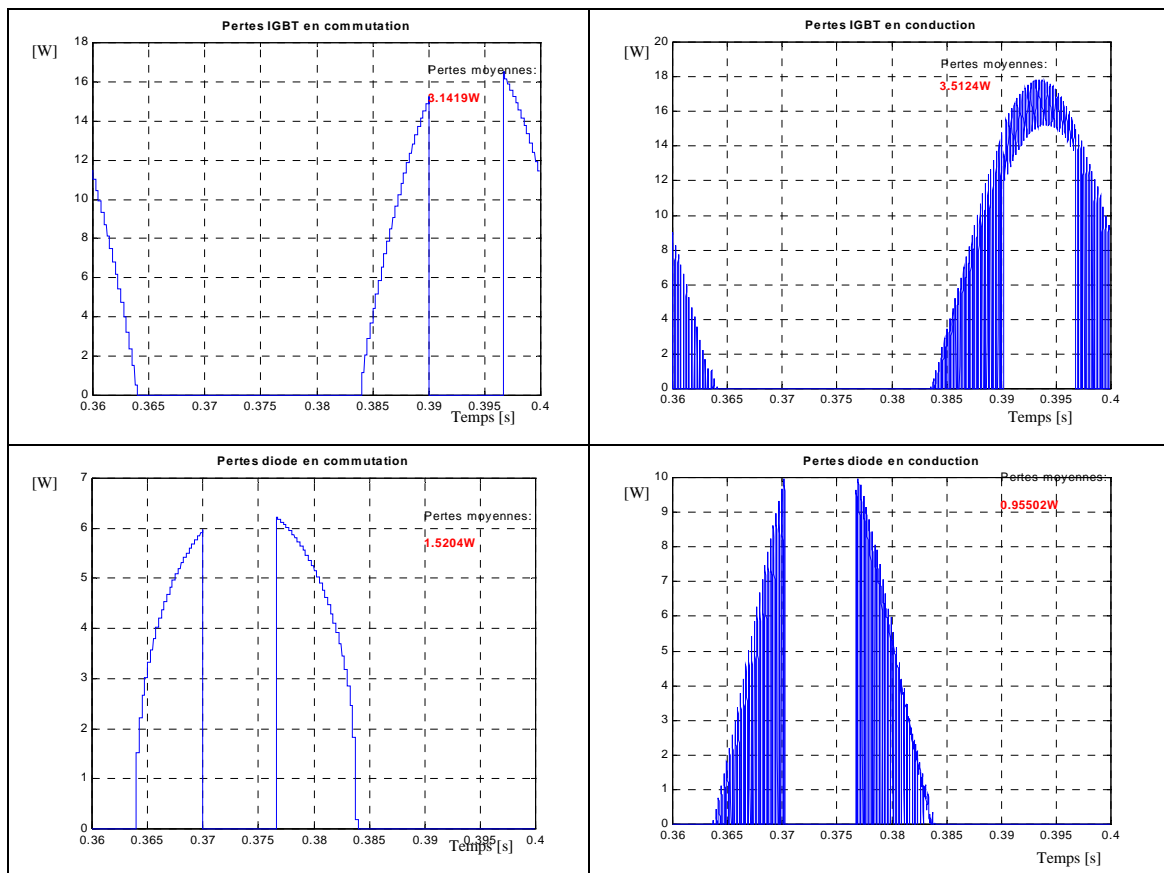 Pertes IGBT en commutation
[W]
18
16
14
12
10
8
6
4
2
0
Pertes moyennes:
3.1419W
0.36 0.365 0.37 0.375 0.38 0.385 0.39 0.395 0.4
Temps [s]
Pertes IGBT en conduction
[W]
20
18
16
14
12
10
8
6
4
2
0
Pertes moyennes:
3.5124W
0.36 0.365 0.37 0.375 0.38 0.385 0.39 0.395 0.4
Temps [s]
Pertes diode en commutation
[W]
7
6
5
4
3
2
1
0
Pertes moyennes:
1.5204W
0.36 0.365 0.37 0.375 0.38 0.385 0.39 0.395 0.4
Temps [s]
Pertes diode en conduction
[W]
10
9
8
7
6
5
4
3
2
1
0
Pertes moyennes:
0.95502W
0.36 0.365 0.37 0.375 0.38 0.385 0.39 0.395 0.4
Temps [s]